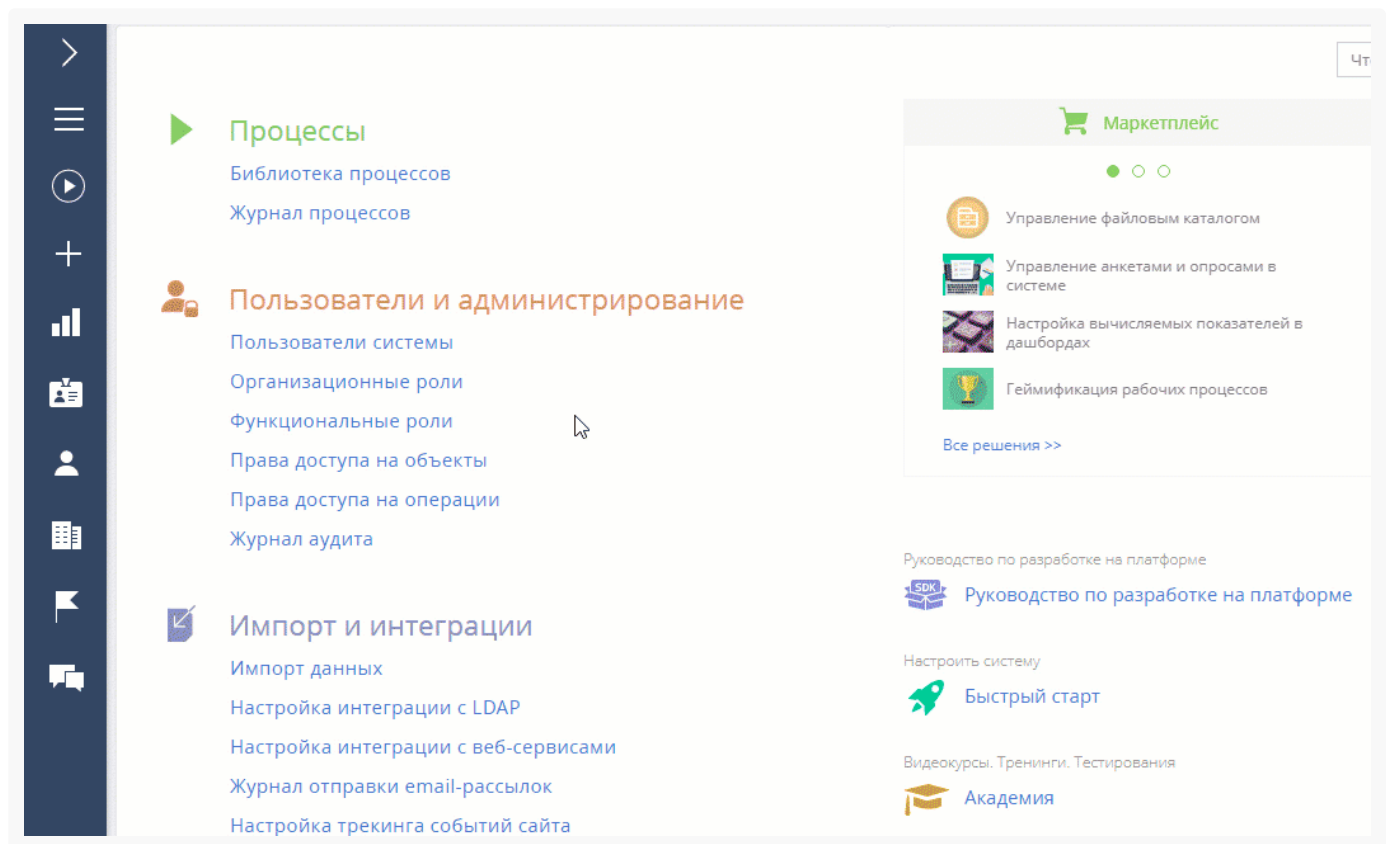 Процессы
Библиотека процессов
Журнал процессов
Пользователи и администрирование
Пользователи системы
Организационные роли
Функциональные роли
Права доступа на объекты
Права доступа на операции
Журнал аудита
Импорт и интеграции
Импорт данных
Настройка интеграции с LDAP
Настройка интеграции с веб-сервисами
Журнал отправки email-рассылок
Настройка трекинга событий сайта
Маркетплейс
Управление файловым каталогом
Управление анкетами и опросами в
системе
Настройка вычисляемых показателей в
дашбордах
Геймификация рабочих процессов
Все решения >>
Руководство по разработке на платформе
SDK
Руководство по разработке на платформе
Настроить систему
Быстрый старт
Видеокурсы. Тренинги. Тестирования
Академия